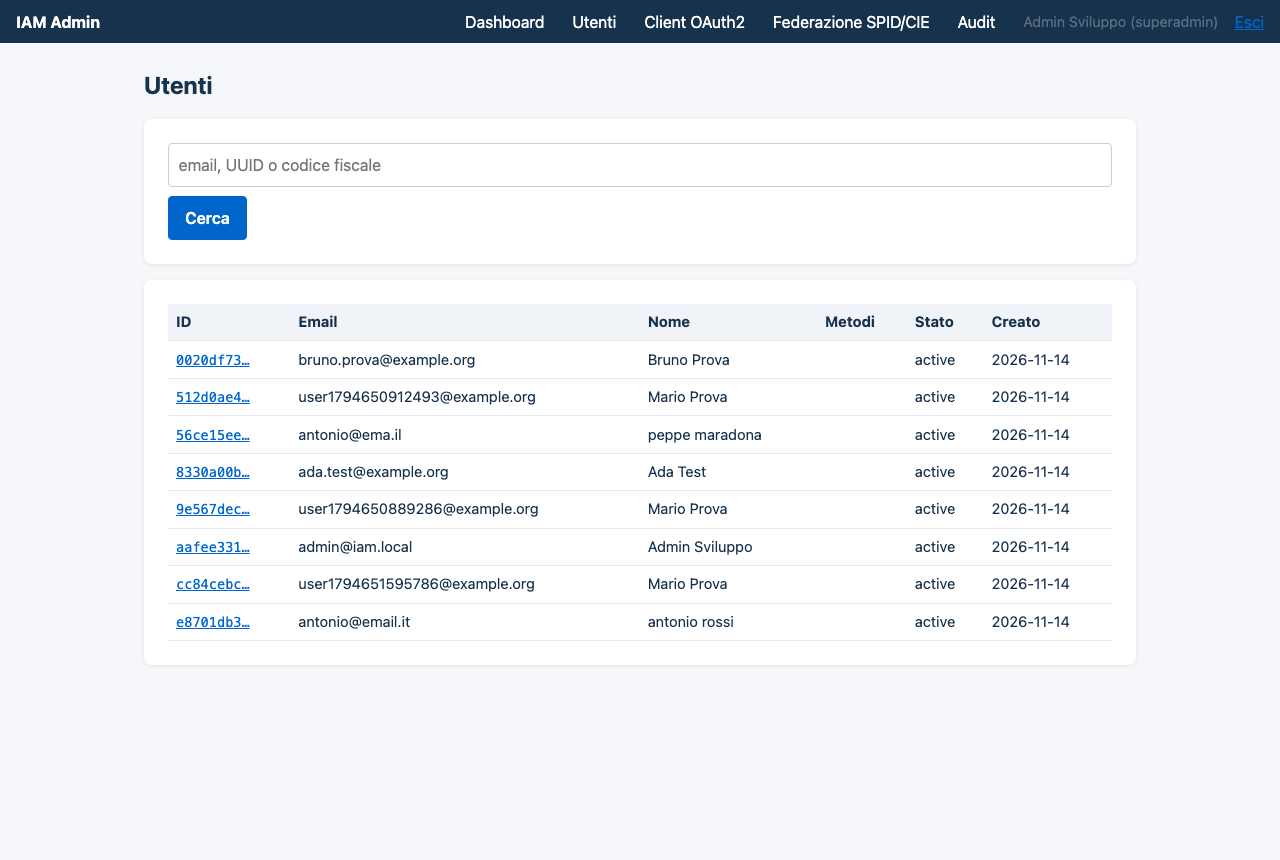 IAM Admin Dashboard Utenti Client OAuth2 Federazione SPID/CIE Audit Admin Sviluppo (superadmin) Esci
Utenti
email, UUID o codice fiscale
Cerca
ID Email Nome Metodi Stato Creato
0020df73… bruno.prova@example.org Bruno Prova active 2026-11-14
512d0ae4… user1794650912493@example.org Mario Prova active 2026-11-14
56ce15ee… antonio@ema.il peppe maradona active 2026-11-14
8330a00b… ada.test@example.org Ada Test active 2026-11-14
9e567dec… user1794650889286@example.org Mario Prova active 2026-11-14
aafee331… admin@iam.local Admin Sviluppo active 2026-11-14
cc84cebc… user1794651595786@example.org Mario Prova active 2026-11-14
e8701db3… antonio@email.it antonio rossi active 2026-11-14